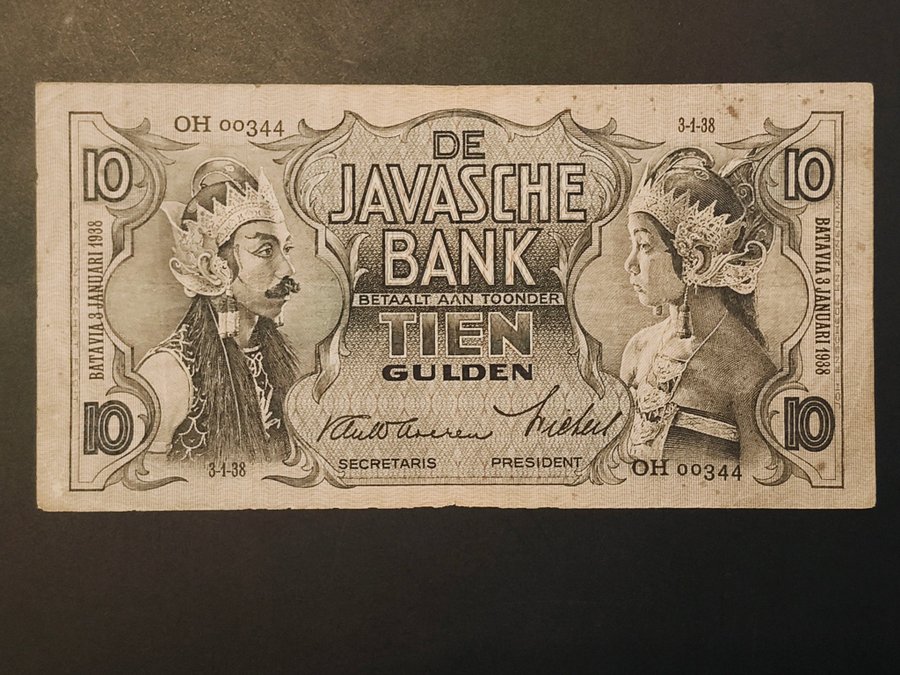 OH 00344
3-1-38
10
10
DE
JAVASCHE
BANK
BETAALT AAN TOONDER
TIEN
GULDEN
BATAVIA 3 JANUARI 1938
BATAVIA 3 JANUARI 1938
10
10
SECRETARIS
PRESIDENT
3-1-38
OH 00344